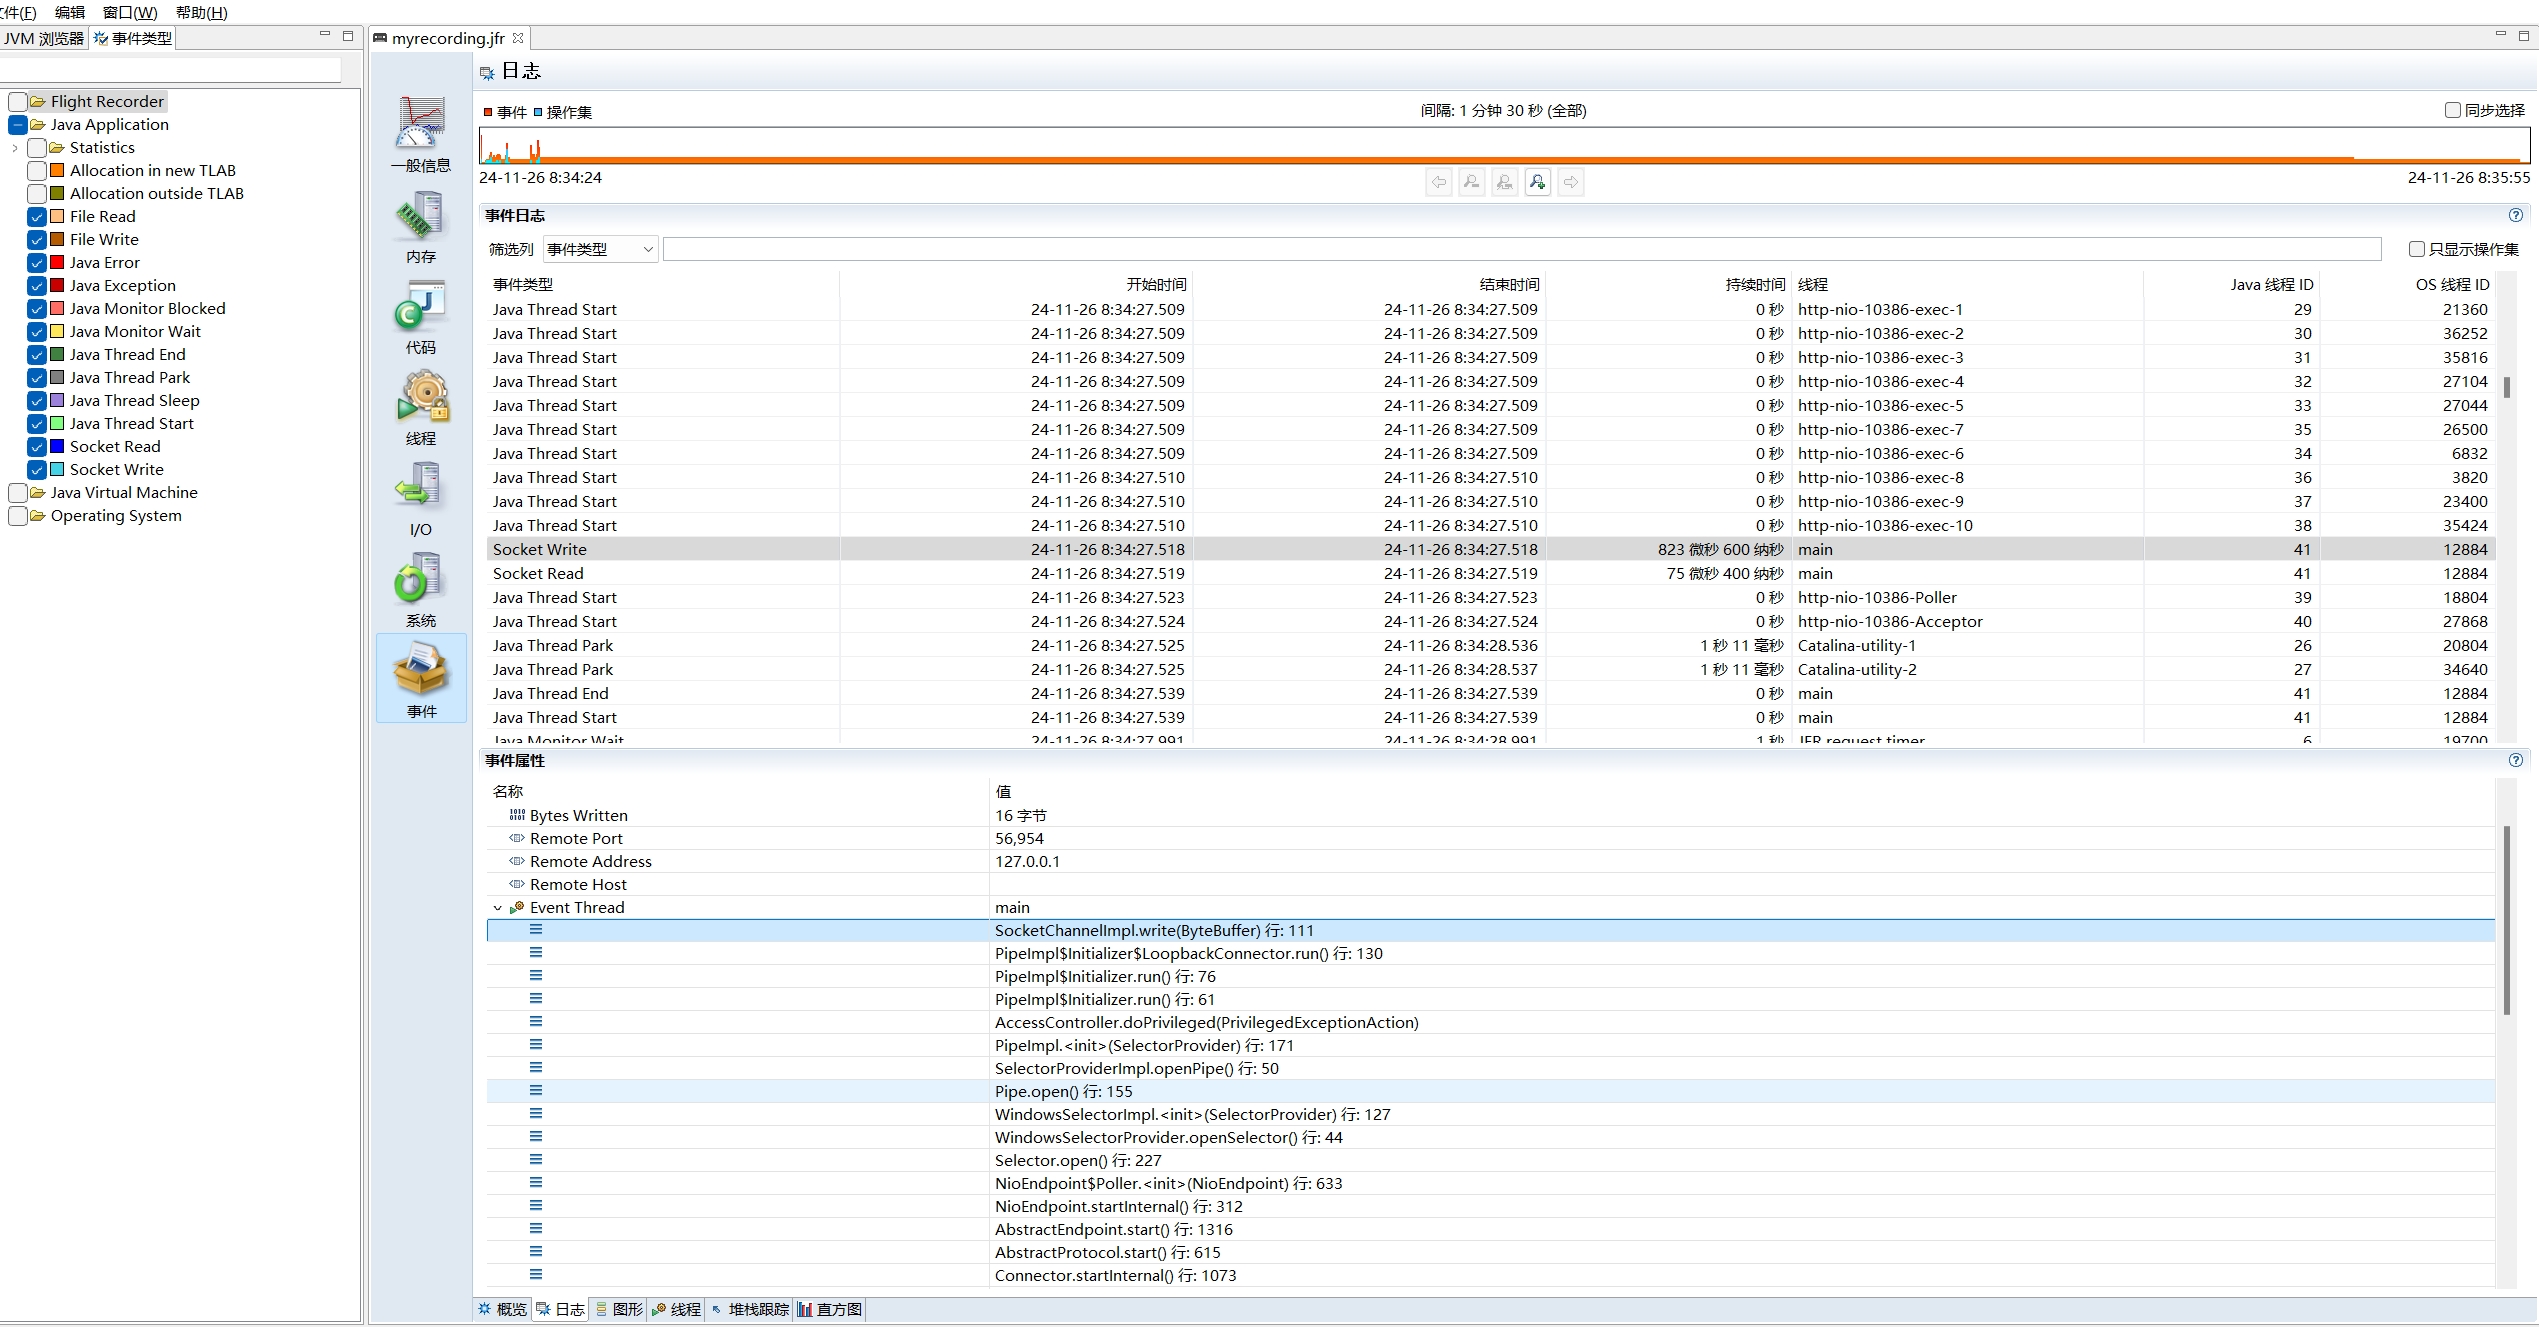 文件(F) 编辑 窗口(W) 帮助(H)
JVM 浏览器 事件类型
Flight Recorder
Java Application
Statistics
Allocation in new TLAB
Allocation outside TLAB
File Read
File Write
Java Error
Java Exception
Java Monitor Blocked
Java Monitor Wait
Java Thread End
Java Thread Park
Java Thread Sleep
Java Thread Start
Socket Read
Socket Write
Java Virtual Machine
Operating System
myrecording.jfr
一般信息
内存
代码
线程
I/O
系统
事件
日志
事件 操作集 间隔: 1 分钟 30 秒 (全部) 同步选择
24-11-26 8:34:24 24-11-26 8:35:55
事件日志
筛选列 事件类型 只显示操作集
事件类型 开始时间 结束时间 持续时间 线程 Java 线程 ID OS 线程 ID
Java Thread Start 24-11-26 8:34:27.509 24-11-26 8:34:27.509 0 秒 http-nio-10386-exec-1 29 21360
Java Thread Start 24-11-26 8:34:27.509 24-11-26 8:34:27.509 0 秒 http-nio-10386-exec-2 30 36252
Java Thread Start 24-11-26 8:34:27.509 24-11-26 8:34:27.509 0 秒 http-nio-10386-exec-3 31 35816
Java Thread Start 24-11-26 8:34:27.509 24-11-26 8:34:27.509 0 秒 http-nio-10386-exec-4 32 27104
Java Thread Start 24-11-26 8:34:27.509 24-11-26 8:34:27.509 0 秒 http-nio-10386-exec-5 33 27044
Java Thread Start 24-11-26 8:34:27.509 24-11-26 8:34:27.509 0 秒 http-nio-10386-exec-7 35 26500
Java Thread Start 24-11-26 8:34:27.509 24-11-26 8:34:27.509 0 秒 http-nio-10386-exec-6 34 6832
Java Thread Start 24-11-26 8:34:27.510 24-11-26 8:34:27.510 0 秒 http-nio-10386-exec-8 36 3820
Java Thread Start 24-11-26 8:34:27.510 24-11-26 8:34:27.510 0 秒 http-nio-10386-exec-9 37 23400
Java Thread Start 24-11-26 8:34:27.510 24-11-26 8:34:27.510 0 秒 http-nio-10386-exec-10 38 35424
Socket Write 24-11-26 8:34:27.518 24-11-26 8:34:27.518 823 微秒 600 纳秒 main 41 12884
Socket Read 24-11-26 8:34:27.519 24-11-26 8:34:27.519 75 微秒 400 纳秒 main 41 12884
Java Thread Start 24-11-26 8:34:27.523 24-11-26 8:34:27.523 0 秒 http-nio-10386-Poller 39 18804
Java Thread Start 24-11-26 8:34:27.524 24-11-26 8:34:27.524 0 秒 http-nio-10386-Acceptor 40 27868
Java Thread Park 24-11-26 8:34:27.525 24-11-26 8:34:28.536 1 秒 11 毫秒 Catalina-utility-1 26 20804
Java Thread Park 24-11-26 8:34:27.525 24-11-26 8:34:28.537 1 秒 11 毫秒 Catalina-utility-2 27 34640
Java Thread End 24-11-26 8:34:27.539 24-11-26 8:34:27.539 0 秒 main 41 12884
Java Thread Start 24-11-26 8:34:27.539 24-11-26 8:34:27.539 0 秒 main 41 12884
Java Monitor Wait 24-11-26 8:34:27.991 24-11-26 8:34:28.991 1 秒 JFR request timer 6 19700
事件属性
名称 值
Bytes Written 16 字节
Remote Port 56,954
Remote Address 127.0.0.1
Remote Host
Event Thread main
SocketChannelImpl.write(ByteBuffer) 行: 111
PipeImpl$Initializer$LoopbackConnector.run() 行: 130
PipeImpl$Initializer.run() 行: 76
PipeImpl$Initializer.run() 行: 61
AccessController.doPrivileged(PrivilegedExceptionAction)
PipeImpl.<init>(SelectorProvider) 行: 171
SelectorProviderImpl.openPipe() 行: 50
Pipe.open() 行: 155
WindowsSelectorImpl.<init>(SelectorProvider) 行: 127
WindowsSelectorProvider.openSelector() 行: 44
Selector.open() 行: 227
NioEndpoint$Poller.<init>(NioEndpoint) 行: 633
NioEndpoint.startInternal() 行: 312
AbstractEndpoint.start() 行: 1316
AbstractProtocol.start() 行: 615
Connector.startInternal() 行: 1073
概览 日志 图形 线程 堆栈跟踪 直方图